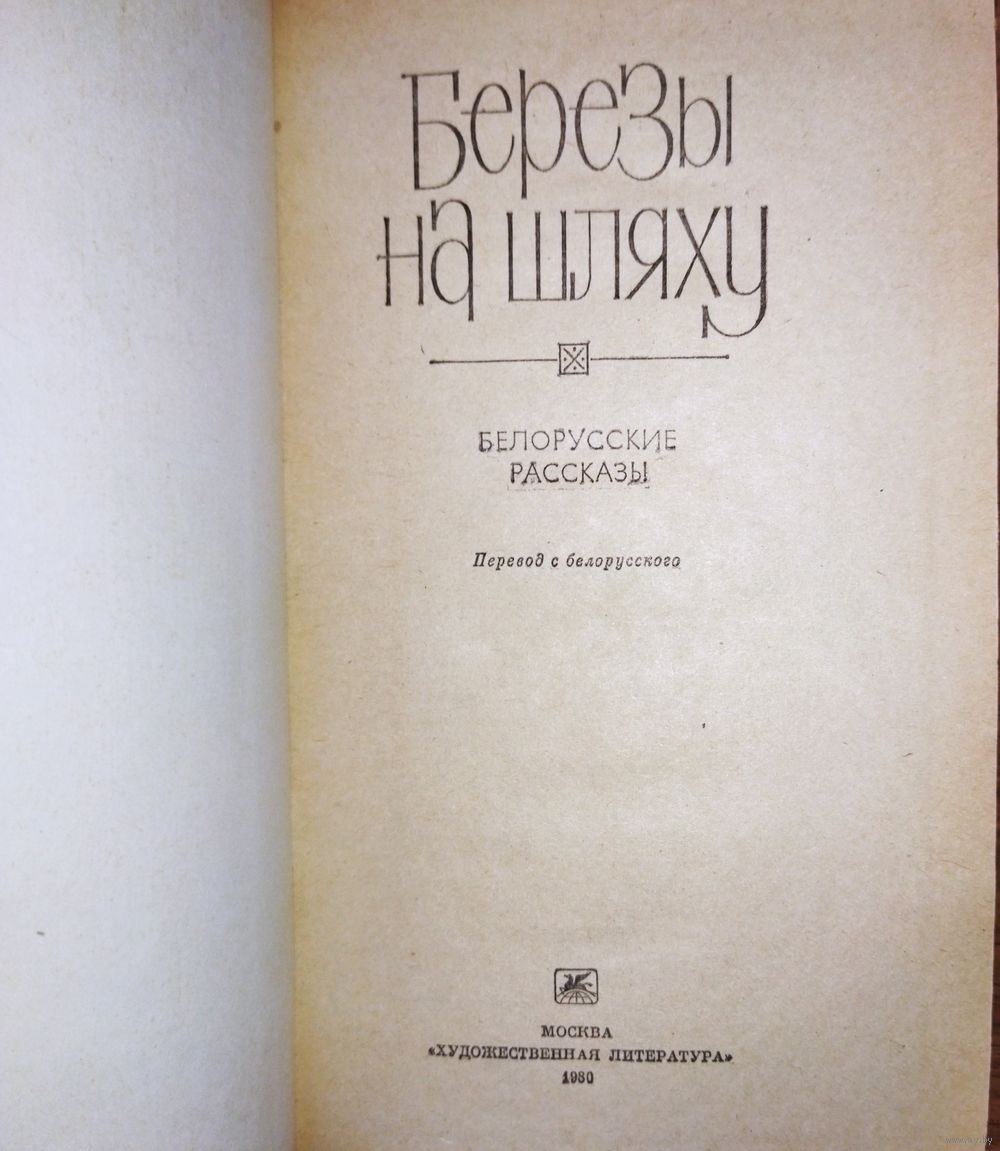 Березы
на шляху
БЕЛОРУССКИЕ
РАССКАЗЫ
Перевод с белорусского
МОСКВА
«ХУДОЖЕСТВЕННАЯ ЛИТЕРАТУРА»
1980